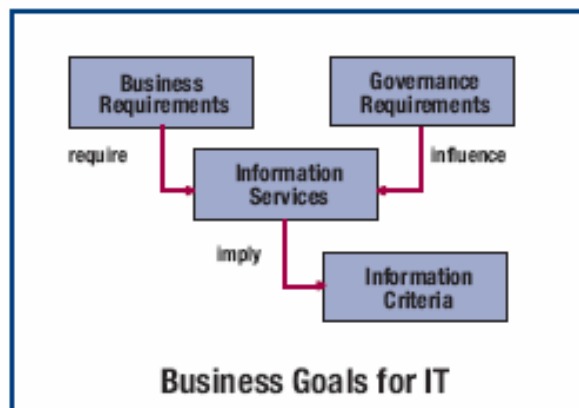 Business
Requirements
Governance
Requirements
require
influence
Information
Services
imply
Information
Criteria
Business Goals for IT